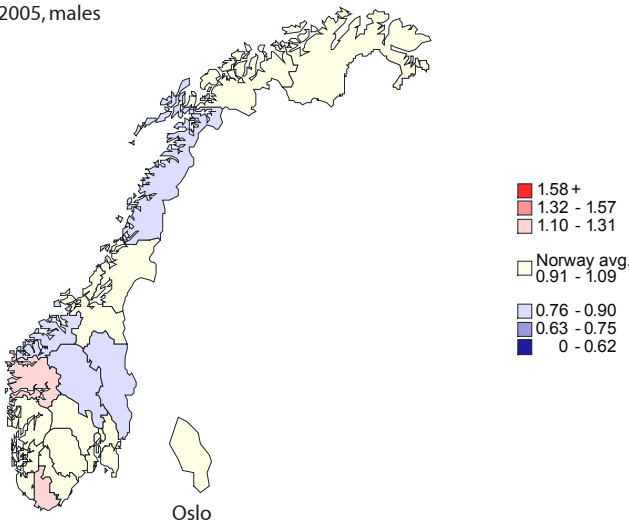 2005, males
1.58 +
1.32 - 1.57
1.10 - 1.31
Norway avg.
0.91 - 1.09
0.76 - 0.90
0.63 - 0.75
0 - 0.62
Oslo